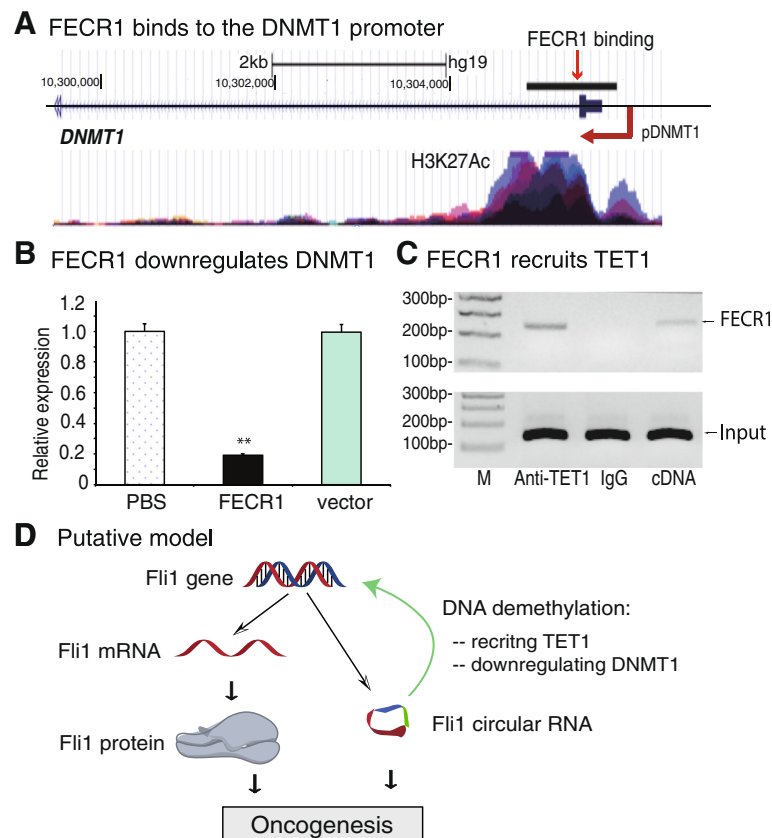 A FECR1 binds to the DNMT1 promoter
FECR1 binding
2kb hg19
10,300,000 10,302,000 10,304,000
DNMT1
pDNMT1
H3K27Ac
B FECR1 downregulates DNMT1
Relative expression
1.2
1.0
0.8
0.6
0.4
0.2
0
**
PBS FECR1 vector
C FECR1 recruits TET1
300bp-
200bp-
100bp-
FECR1
300bp-
200bp-
100bp-
Input
M Anti-TET1 IgG cDNA
D Putative model
Fli1 gene
DNA demethylation:
-- recritng TET1
-- downregulating DNMT1
Fli1 mRNA
Fli1 protein
Fli1 circular RNA
Oncogenesis